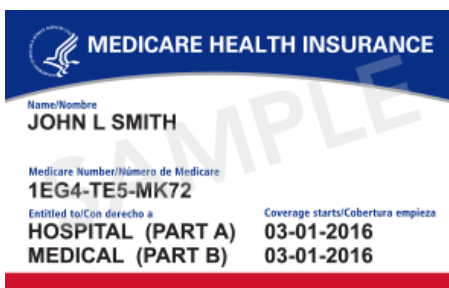 MEDICARE HEALTH INSURANCE
Name/Nombre
JOHN L SMITH
Medicare Number/Número de Medicare
1EG4-TE5-MK72
Entitled to/Con derecho a Coverage starts/Cobertura empieza
HOSPITAL (PART A) 03-01-2016
MEDICAL (PART B) 03-01-2016
SAMPLE